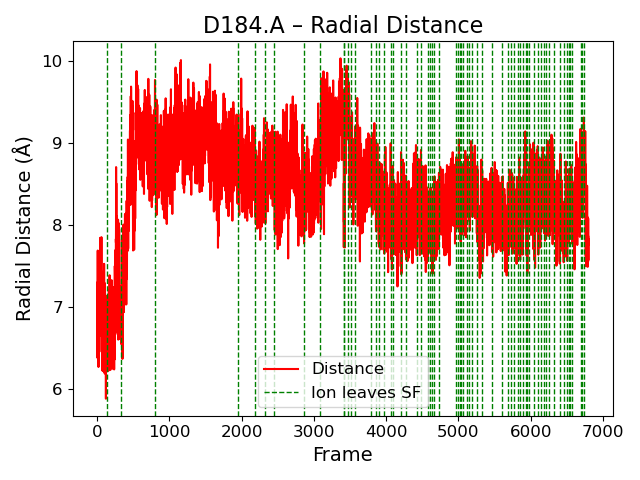 D184.A – Radial Distance
Radial Distance (Å)
10
9
8
7
6
Distance
Ion leaves SF
0 1000 2000 3000 4000 5000 6000 7000
Frame